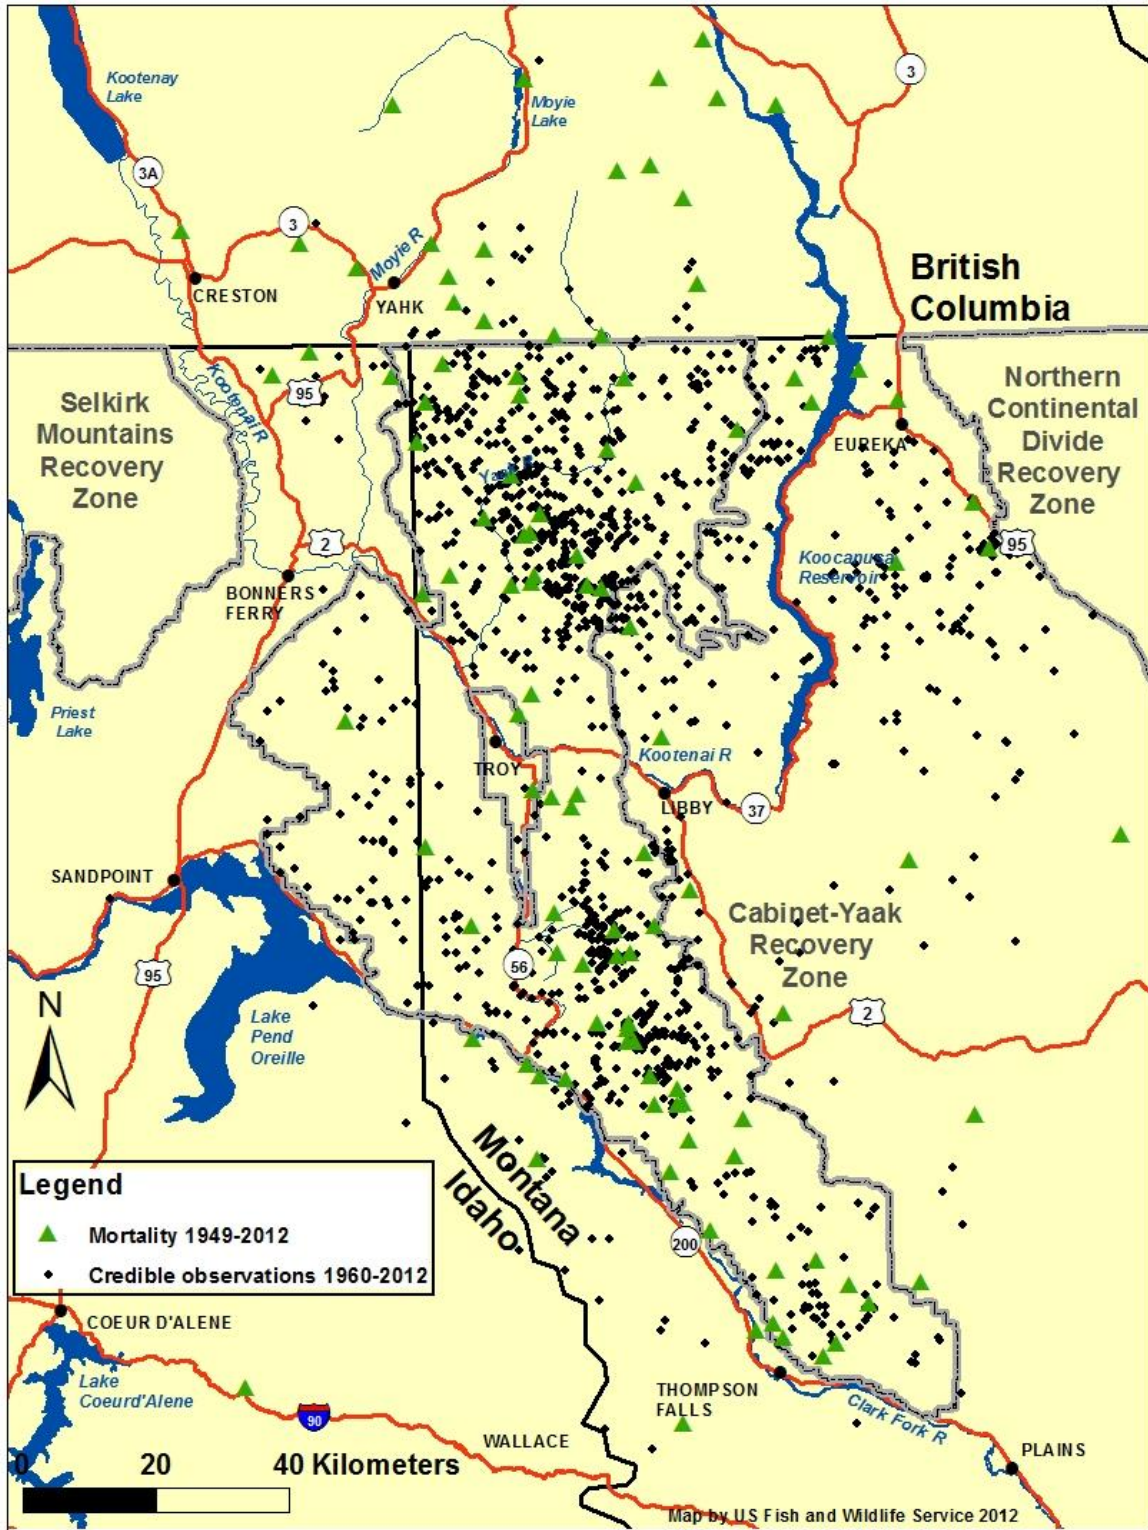 Kootenay
Lake
3
Moyie
Lake
3A
3
Moyie R
CRESTON
YAHK
British
Columbia
Kootenai R
95
Selkirk
Mountains
Recovery
Zone
Northern
Continental
Divide
Recovery
Zone
EUREKA
2
95
Koocanusa
Reservoir
BONNERS
FERRY
Priest
Lake
TROY
Kootenai R
LIBBY
37
SANDPOINT
Cabinet-Yaak
Recovery
Zone
95
56
N
Lake
Pend
Oreille
2
Montana
Idaho
Legend
Mortality 1949-2012
Credible observations 1960-2012
200
COEUR D'ALENE
Lake
Coeurd'Alene
THOMPSON
FALLS
90
WALLACE
Clark Fork R
PLAINS
0 20 40 Kilometers
Map by US Fish and Wildlife Service 2012